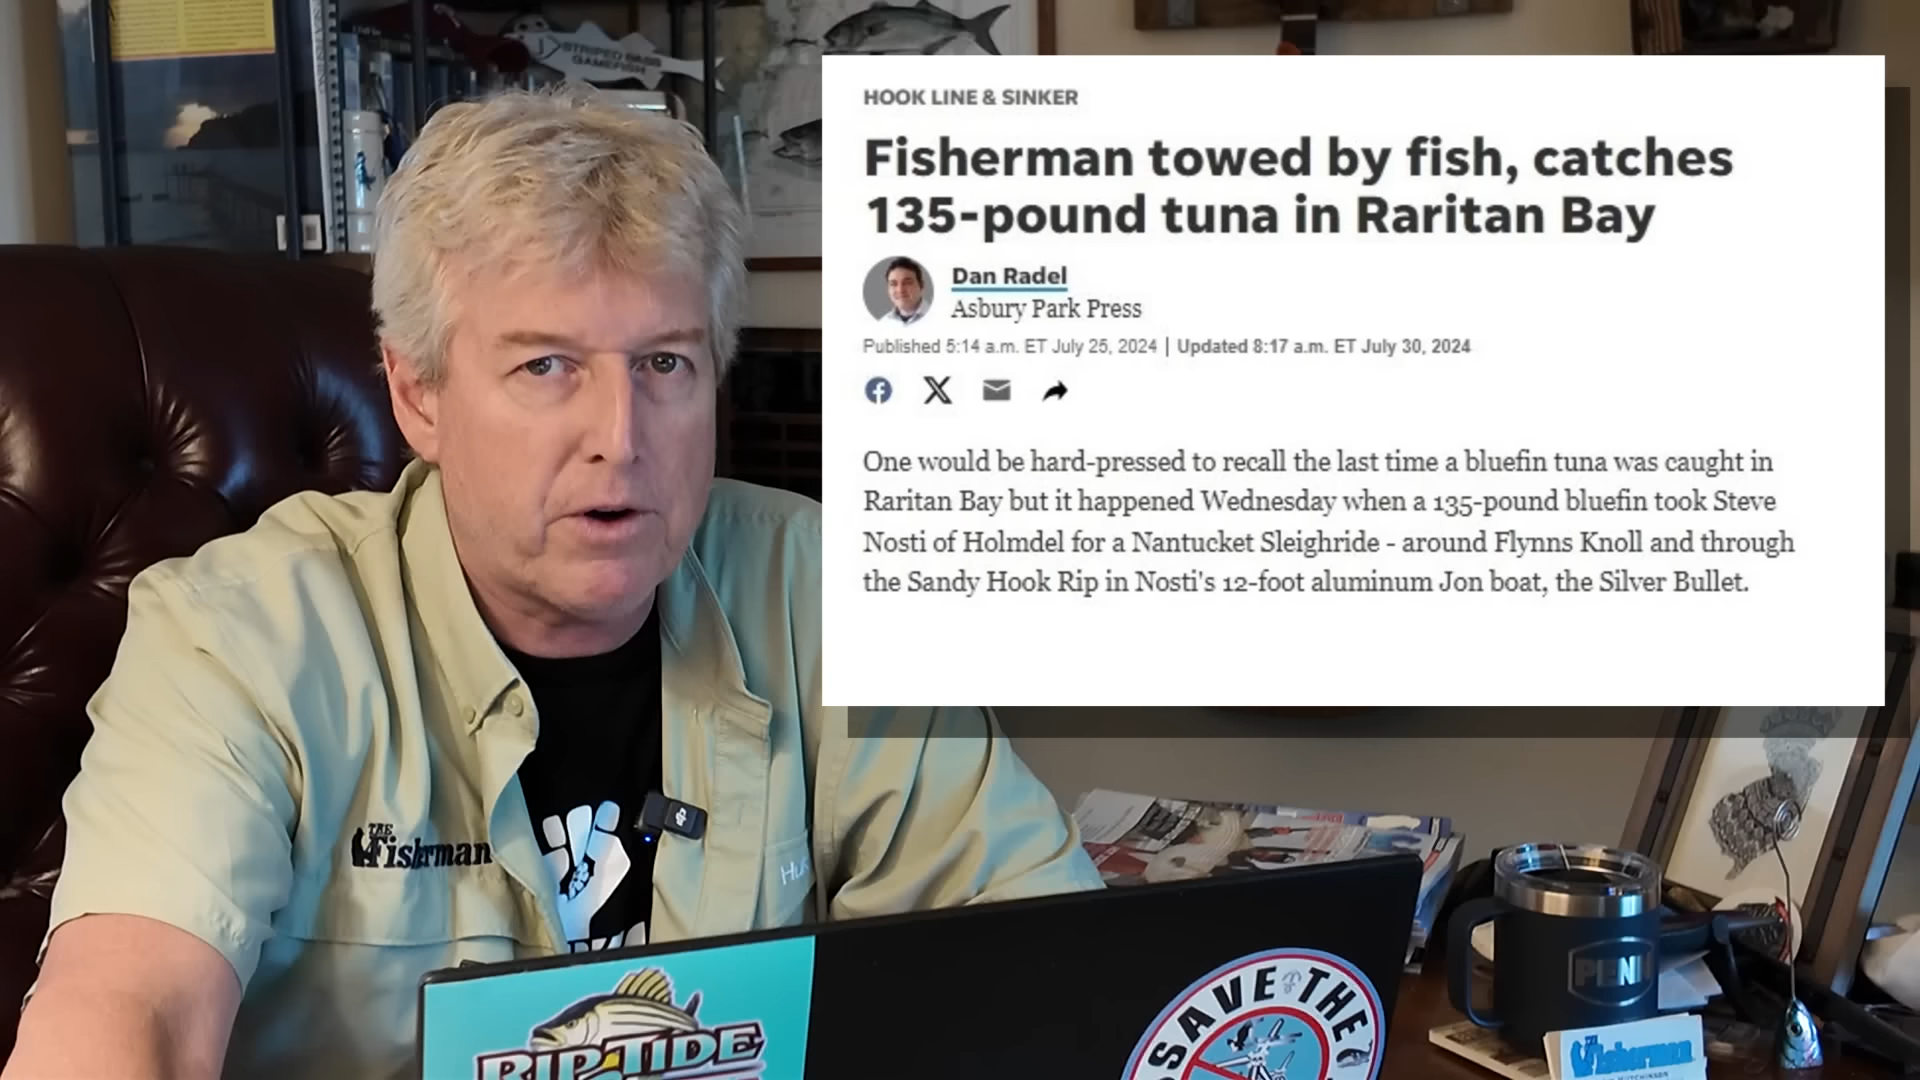 STRIPED BASS
GAMEFISH
HOOK LINE & SINKER
Fisherman towed by fish, catches
135-pound tuna in Raritan Bay
Dan Radel
Asbury Park Press
Published 5:14 a.m. ET July 25, 2024 | Updated 8:17 a.m. ET July 30, 2024
One would be hard-pressed to recall the last time a bluefin tuna was caught in
Raritan Bay but it happened Wednesday when a 135-pound bluefin took Steve
Nosti of Holmdel for a Nantucket Sleighride - around Flynns Knoll and through
the Sandy Hook Rip in Nosti's 12-foot aluminum Jon boat, the Silver Bullet.
THE
Fisherman
PENN
SAVE THE
RIPTIDE
The Fisherman
HUTCHINSON